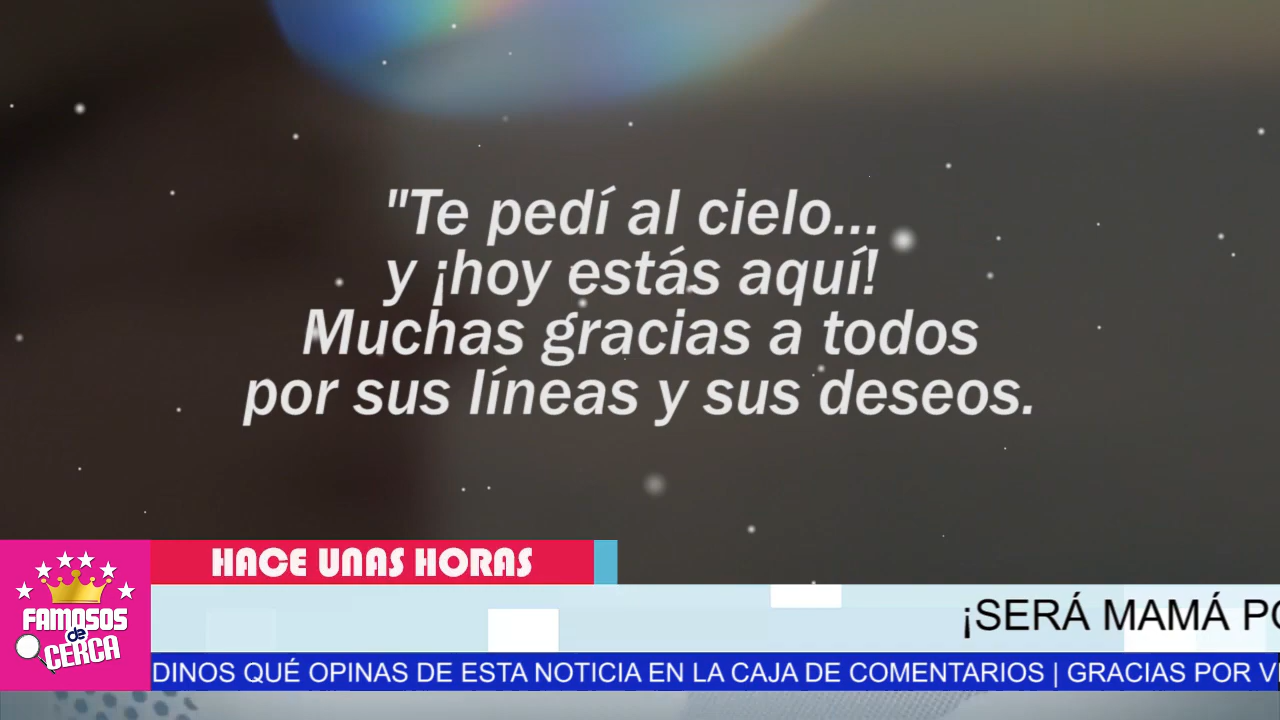 "Te pedí al cielo...
y ¡hoy estás aquí!
Muchas gracias a todos
por sus líneas y sus deseos.
HACE UNAS HORAS
FAMOSOS
de
CERCA
¡SERÁ MAMÁ
DINOS QUÉ OPINAS DE ESTA NOTICIA EN LA CAJA DE COMENTARIOS | GRACIAS POR